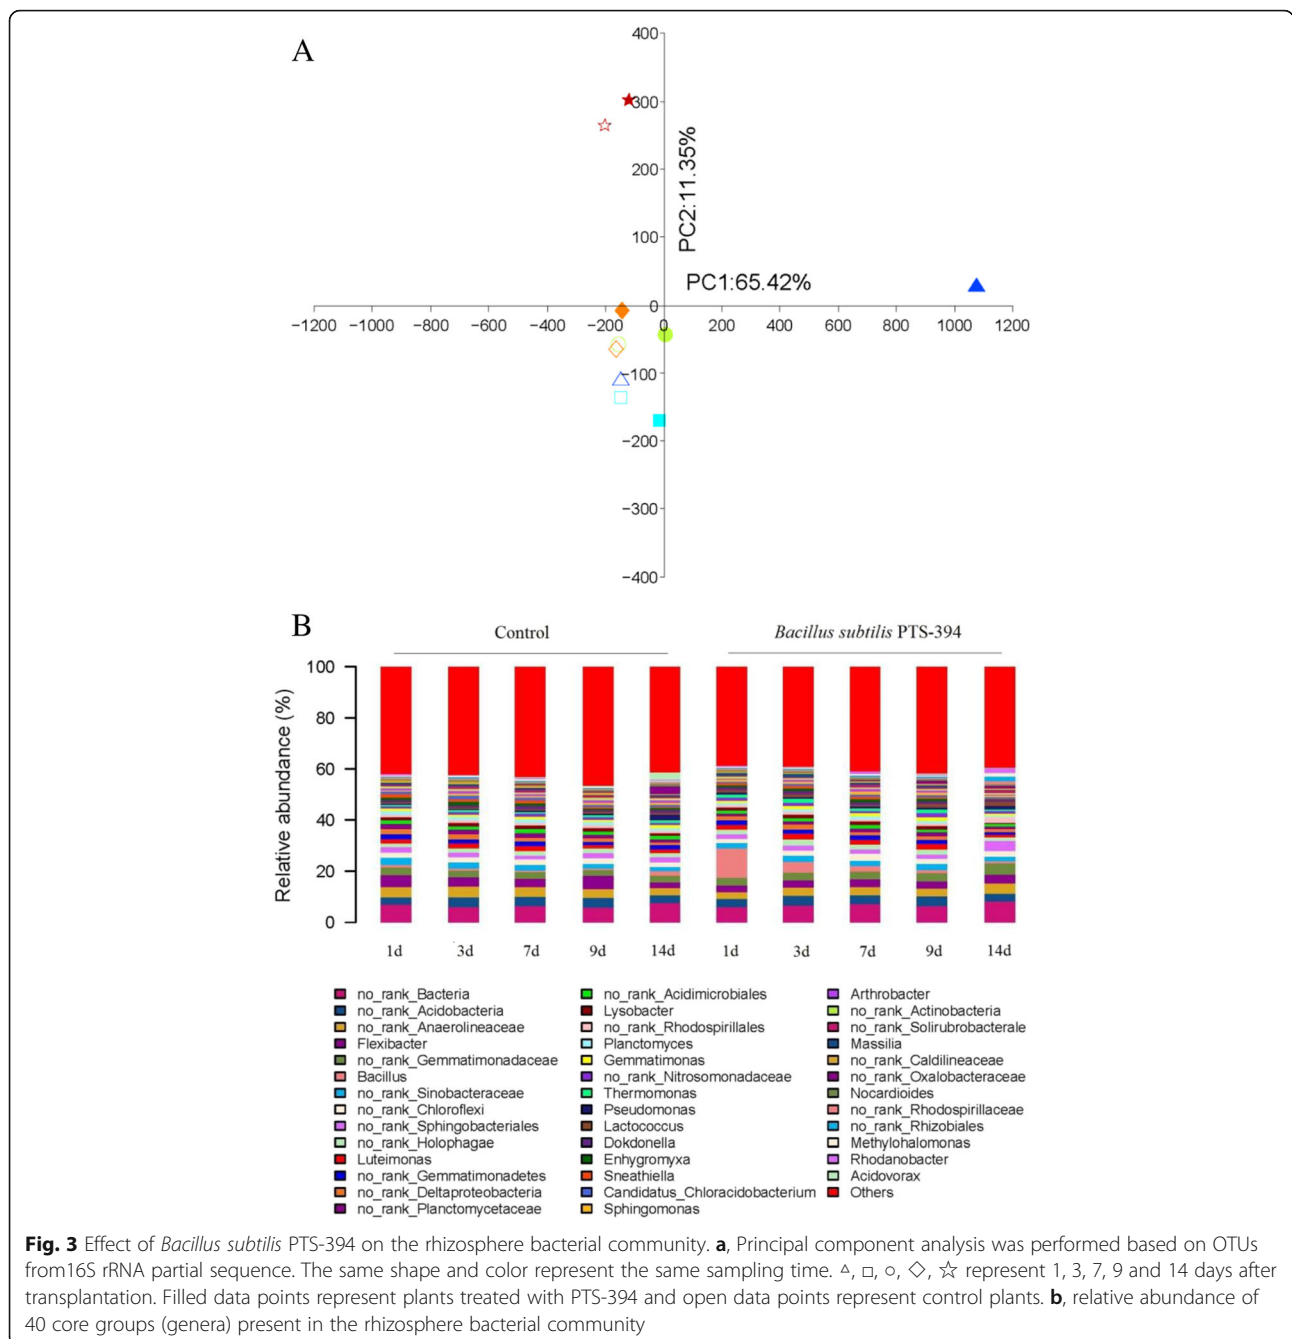 A
400
300
200
PC2:11.35%
100
PC1:65.42%
0
−1200 −1000 −800 −600 −400 −200 0 200 400 600 800 1000 1200
−100
−200
−300
−400
B
Control Bacillus subtilis PTS-394
Relative abundance (%)
100
80
60
40
20
0
1d 3d 7d 9d 14d 1d 3d 7d 9d 14d
no_rank_Bacteria no_rank_Acidimicrobiales Arthrobacter
no_rank_Acidobacteria Lysobacter no_rank_Actinobacteria
no_rank_Anaerolineaceae no_rank_Rhodospirillales no_rank_Solirubrobacterale
Flexibacter Planctomyces Massilia
no_rank_Gemmatimonadaceae Gemmatimonas no_rank_Caldilineaceae
Bacillus no_rank_Nitrosomonadaceae no_rank_Oxalobacteraceae
no_rank_Sinobacteraceae Thermomonas Nocardioides
no_rank_Chloroflexi Pseudomonas no_rank_Rhodospirillaceae
no_rank_Sphingobacteriales Lactococcus no_rank_Rhizobiales
no_rank_Holophagae Dokdonella Methylohalomonas
Luteimonas Enhygromyxa Rhodanobacter
no_rank_Gemmatimonadetes Sneathiella Acidovorax
no_rank_Deltaproteobacteria Candidatus_Chloracidobacterium Others
no_rank_Planctomycetaceae Sphingomonas
Fig. 3 Effect of Bacillus subtilis PTS-394 on the rhizosphere bacterial community. a, Principal component analysis was performed based on OTUs
from16S rRNA partial sequence. The same shape and color represent the same sampling time. △, □, ○, ◇, ☆ represent 1, 3, 7, 9 and 14 days after
transplantation. Filled data points represent plants treated with PTS-394 and open data points represent control plants. b, relative abundance of
40 core groups (genera) present in the rhizosphere bacterial community